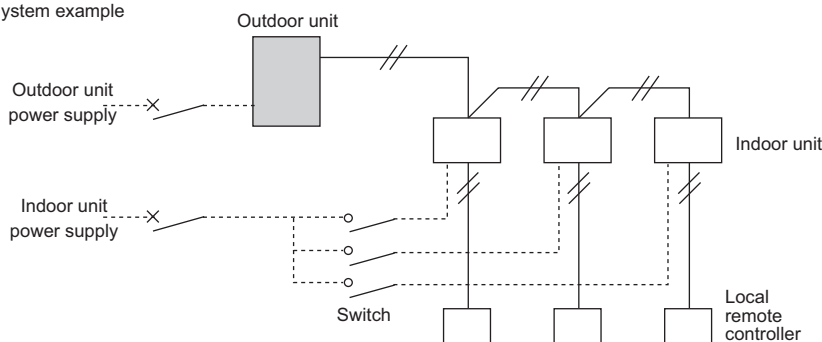 ystem example
Outdoor unit
Outdoor unit
power supply
Indoor unit
Indoor unit
power supply
Switch
Local
remote
controller